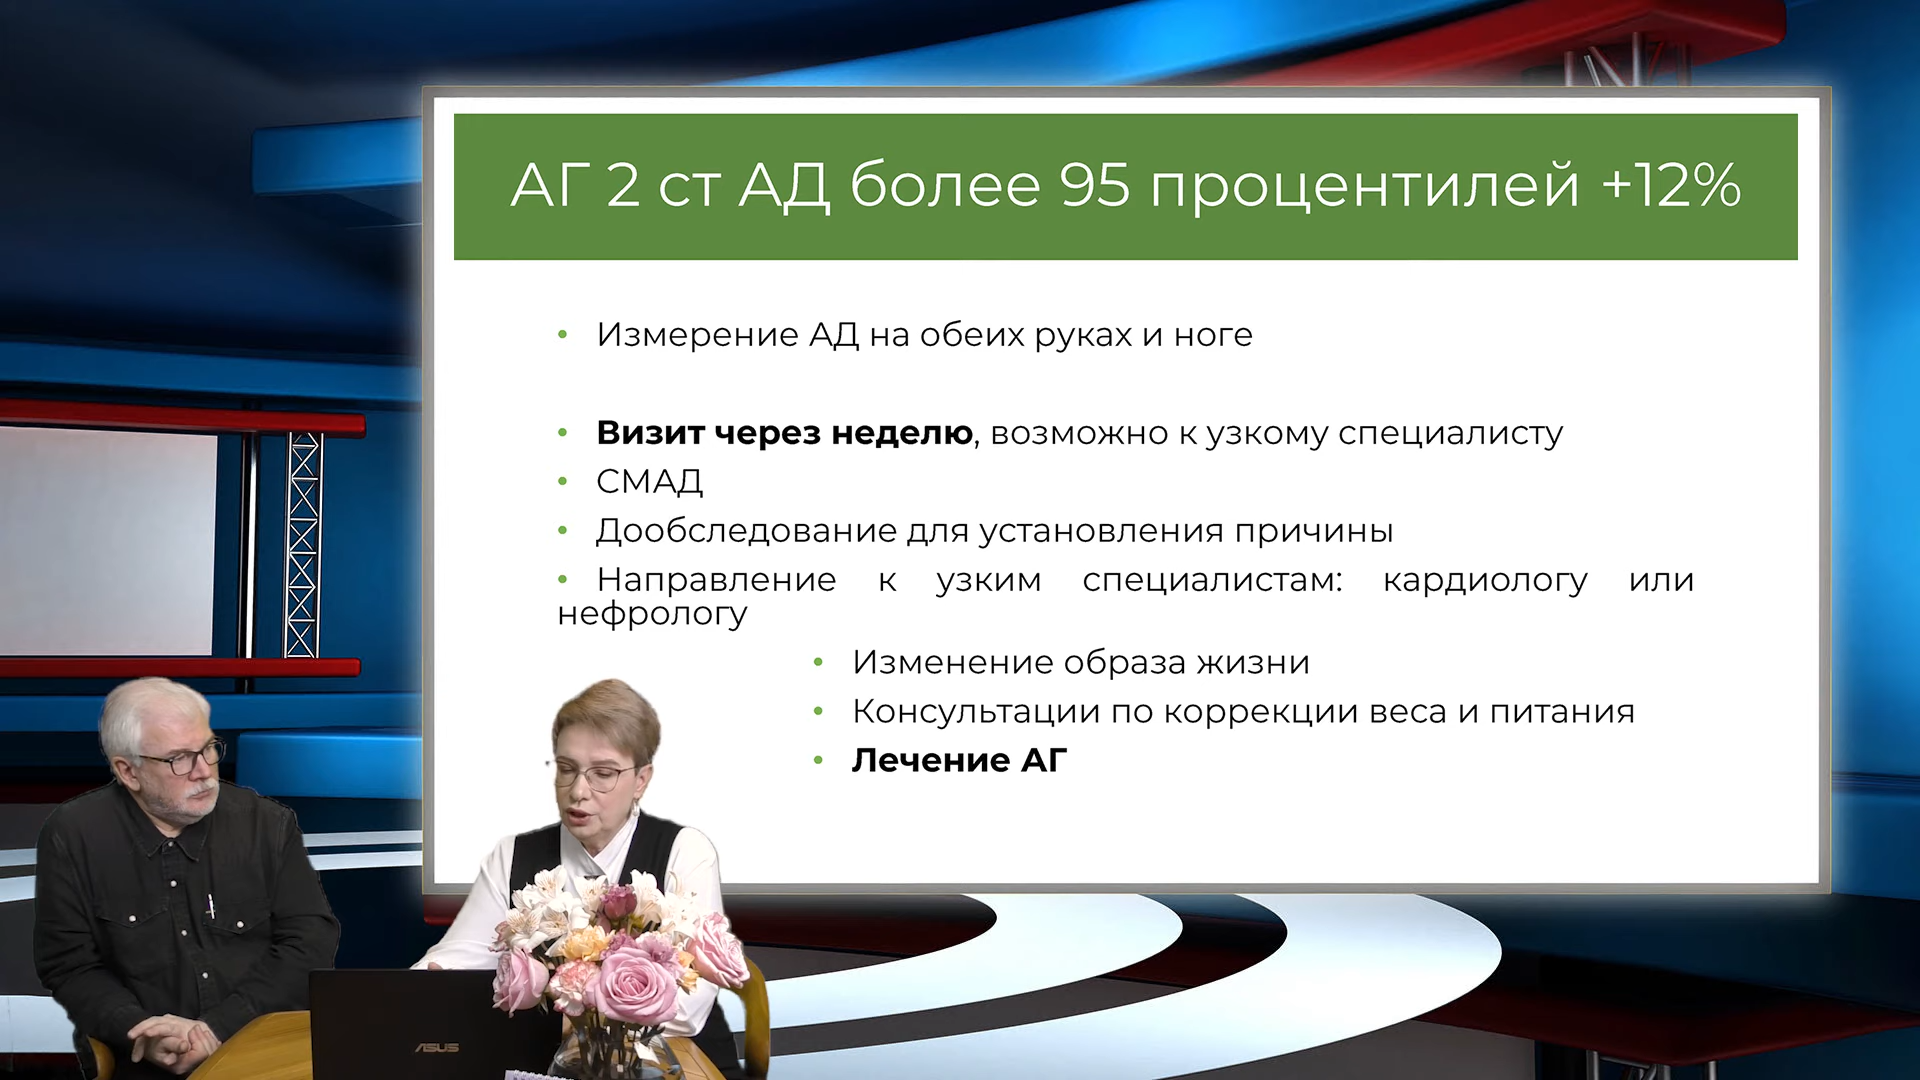 АГ 2 ст АД более 95 процентилей +12%
• Измерение АД на обеих руках и ноге
• Визит через неделю, возможно к узкому специалисту
• СМАД
• Дообследование для установления причины
• Направление к узким специалистам: кардиологу или
нефрологу
• Изменение образа жизни
• Консультации по коррекции веса и питания
• Лечение АГ
ASUS